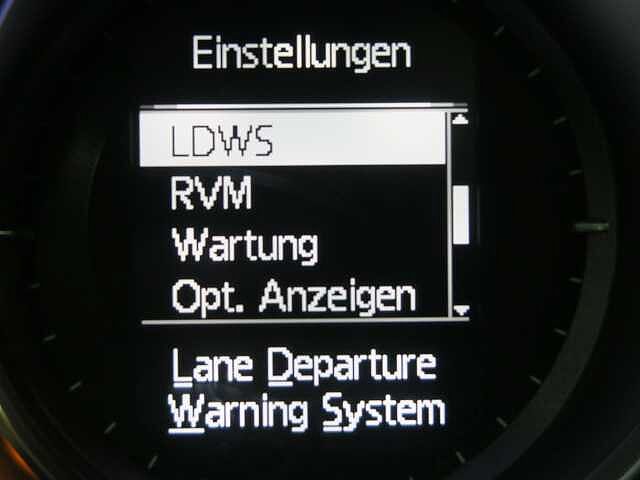 Einstellungen
LDWS
RVM
Wartung
Opt. Anzeigen
Lane Departure
Warning System